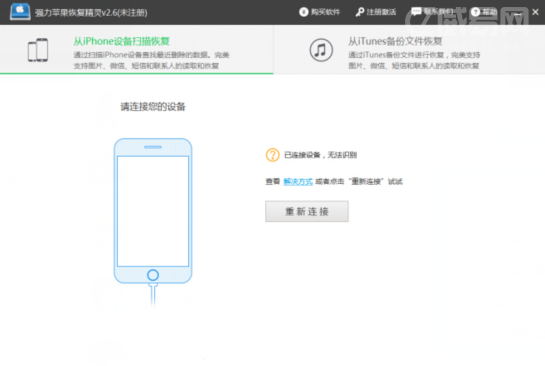 强力苹果恢复精灵v2.6(未注册)
购买软件 注册激活 联系我们 帮助
从iPhone设备扫描恢复
通过扫描iPhone设备查找最近删除的数据。完美
支持图片、微信、短信和联系人的读取和恢复
从iTunes备份文件恢复
通过iTunes备份文件进行恢复,完美支持
图片、微信、短信和联系人的读取和恢复
请连接您的设备
已连接设备,无法识别
查看 解决方式 或者点击“重新连接”试试
重新连接